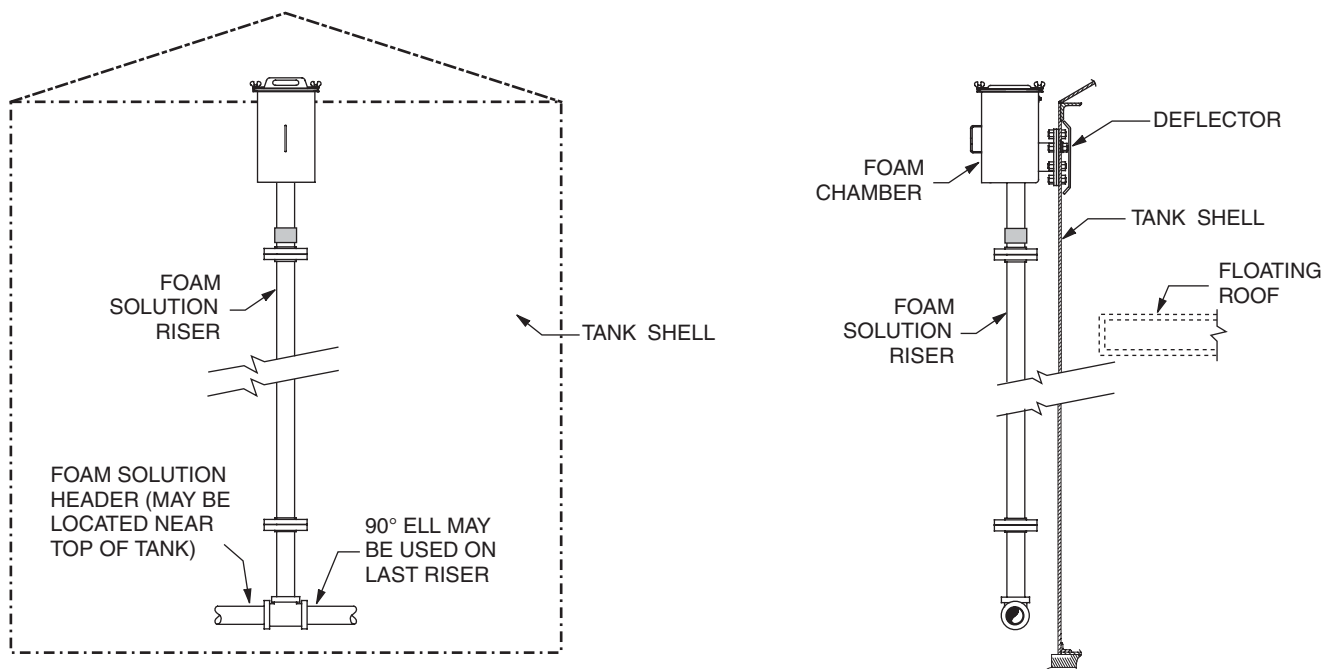 FOAM
SOLUTION
RISER
TANK SHELL
FOAM SOLUTION
HEADER (MAY BE
LOCATED NEAR
TOP OF TANK)
90° ELL MAY
BE USED ON
LAST RISER
DEFLECTOR
FOAM
CHAMBER
TANK SHELL
FLOATING
ROOF
FOAM
SOLUTION
RISER